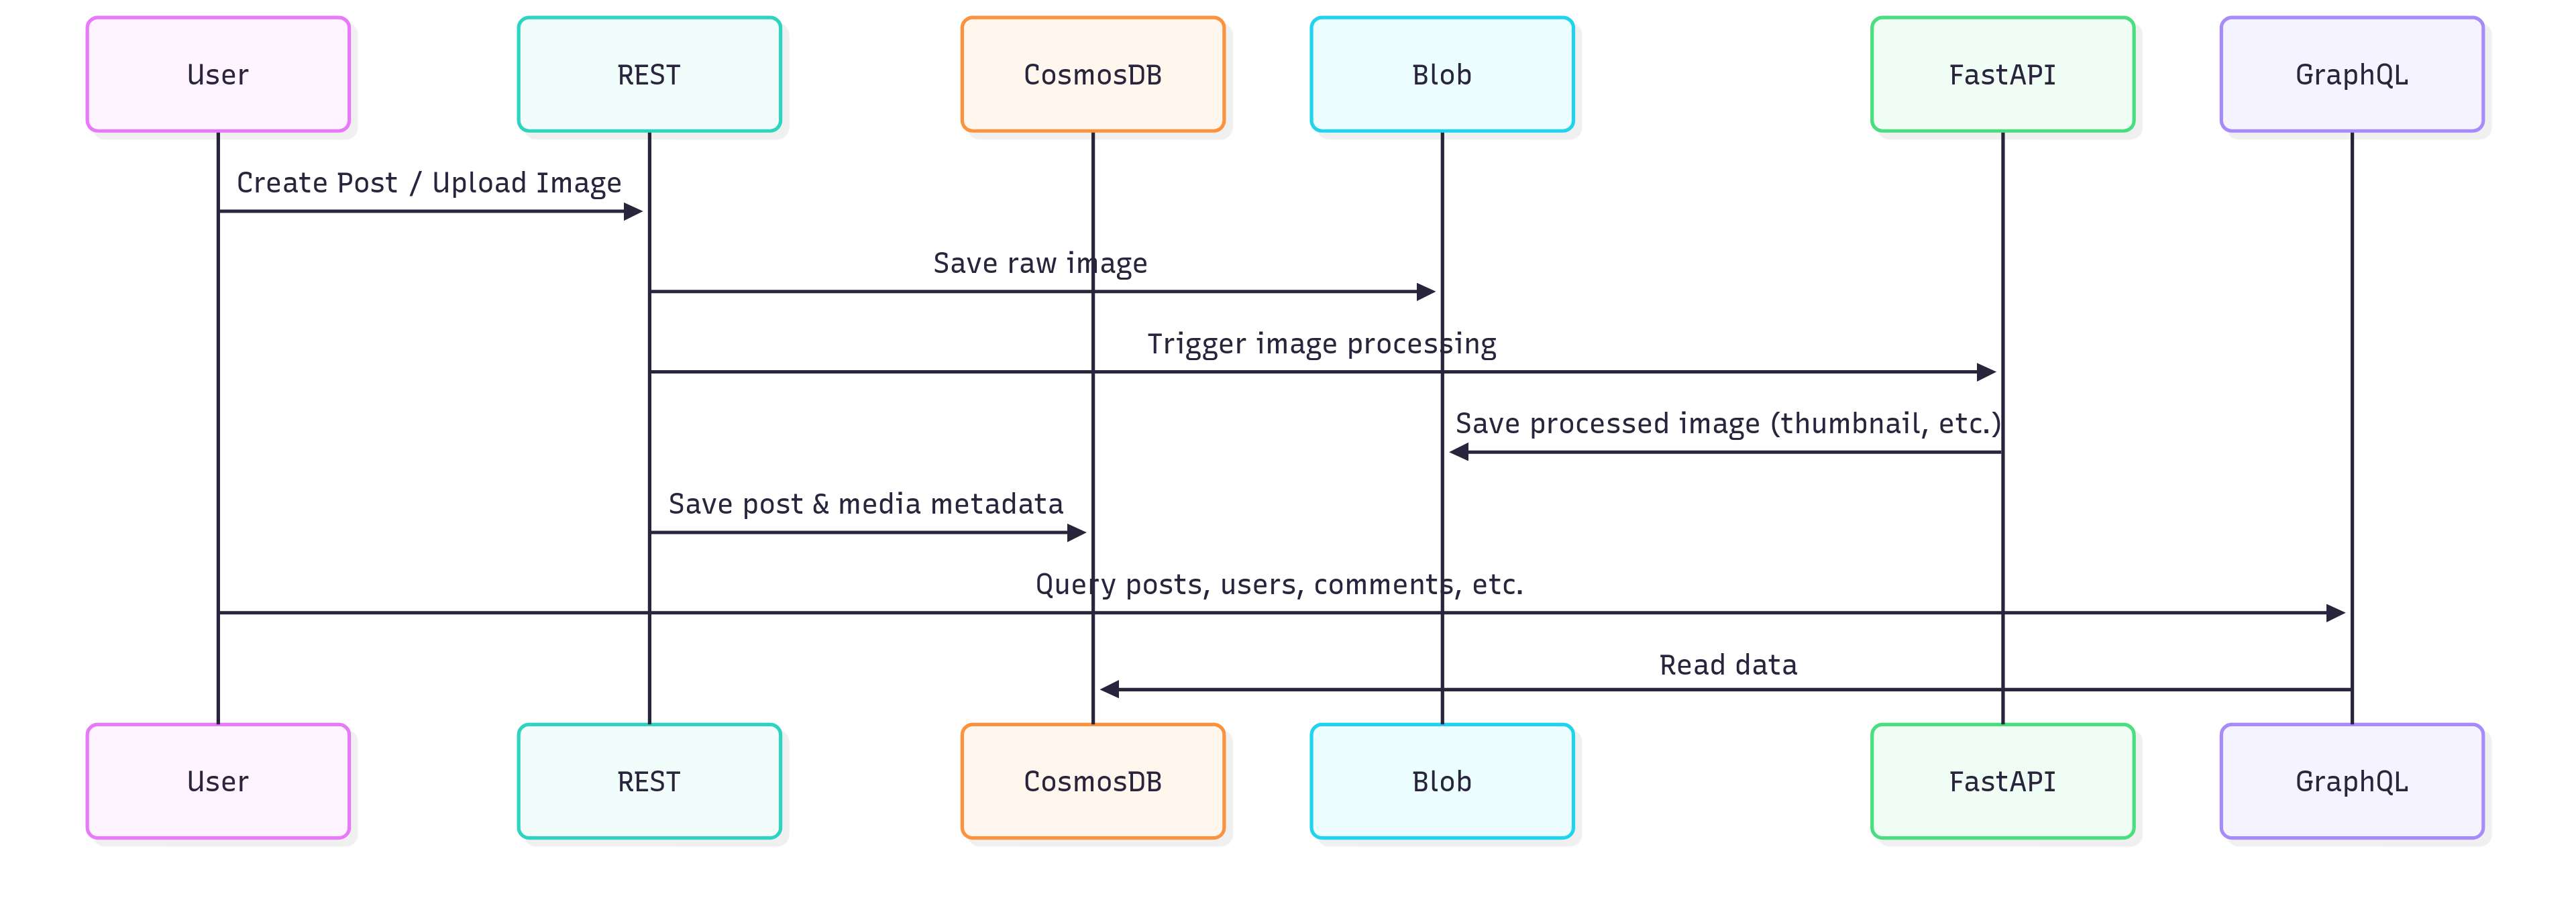 User
REST
CosmosDB
Blob
FastAPI
GraphQL
Create Post / Upload Image
Save raw image
Trigger image processing
Save processed image (thumbnail, etc.)
Save post & media metadata
Query posts, users, comments, etc.
Read data
User
REST
CosmosDB
Blob
FastAPI
GraphQL